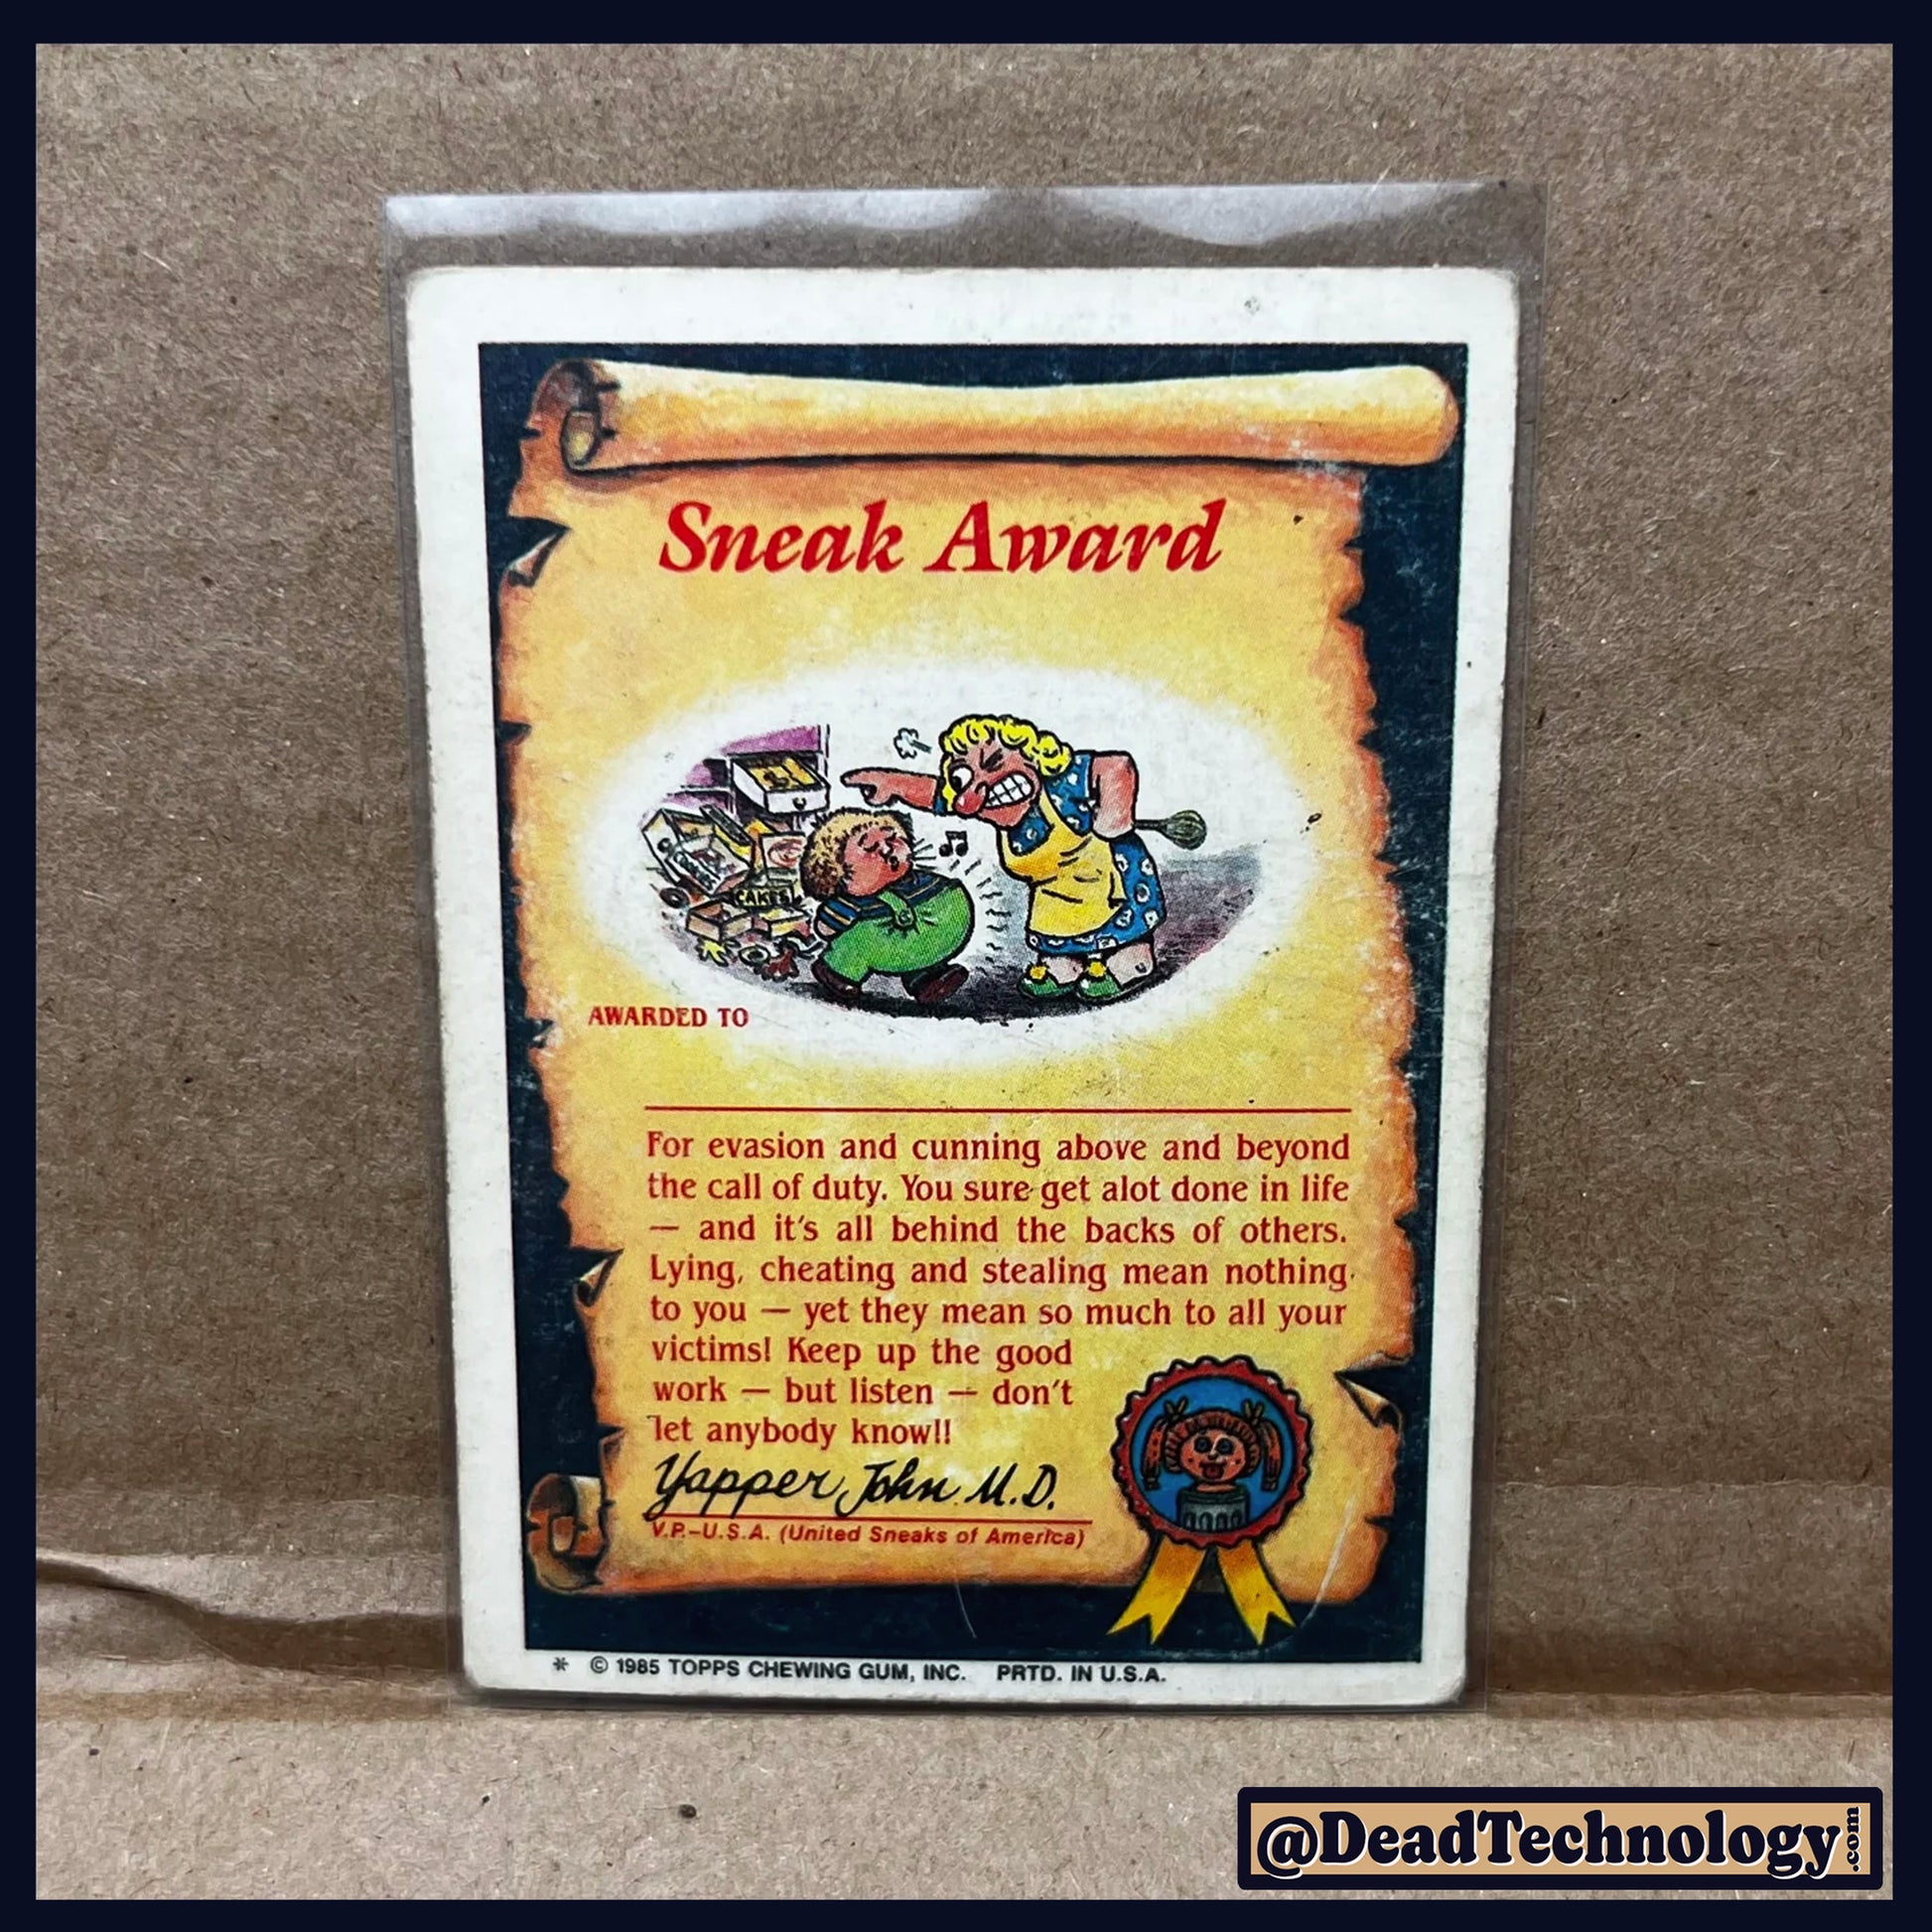 Sneak Award
CAKES
AWARDED TO
For evasion and cunning above and beyond
the call of duty. You sure get alot done in life
— and it's all behind the backs of others.
Lying, cheating and stealing mean nothing
to you — yet they mean so much to all your
victims! Keep up the good
work — but listen — don't
let anybody know!!
Yapper John M.D.
V.P.–U.S.A. (United Sneaks of America)
* © 1985 TOPPS CHEWING GUM, INC. PRTD. IN U.S.A.
@DeadTechnology.com